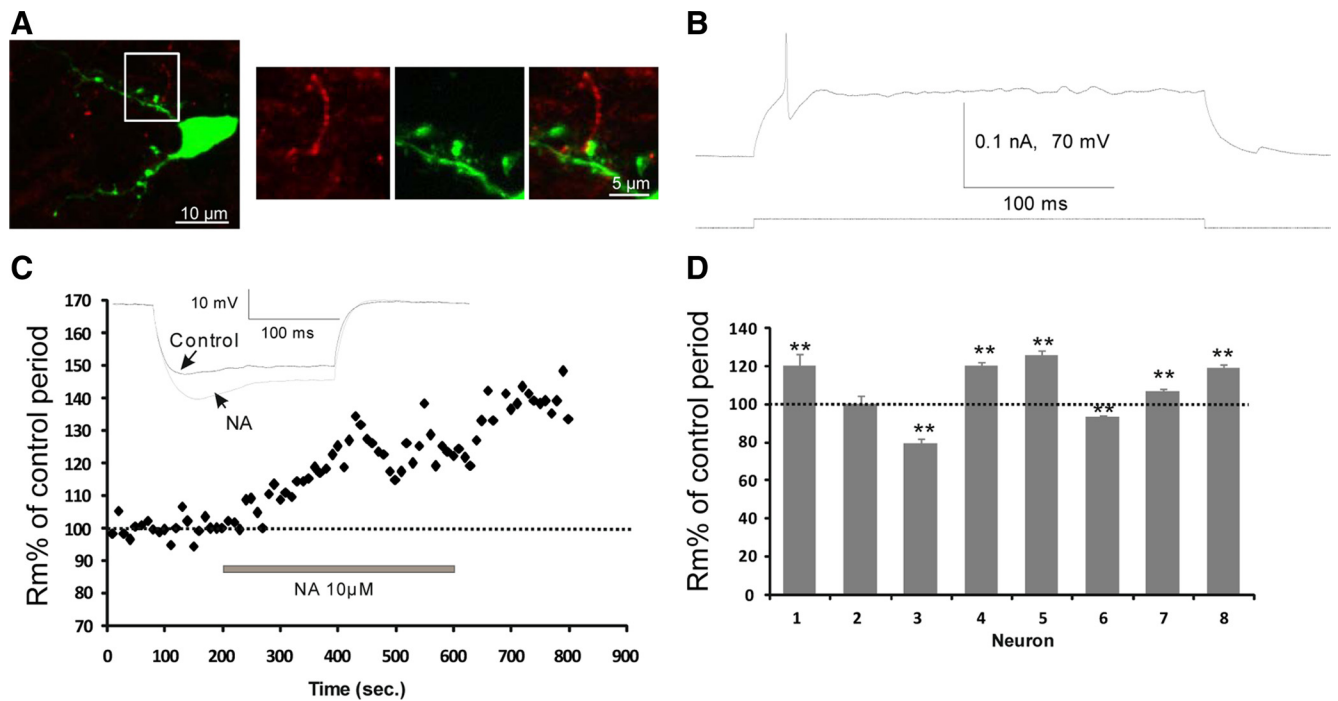 A
10 µm
5 µm
B
0.1 nA, 70 mV
100 ms
C
Rm% of control period
170
160
150
140
130
120
110
100
90
80
70
10 mV
100 ms
Control
NA
NA 10µM
0 100 200 300 400 500 600 700 800 900
Time (sec.)
D
Rm% of control period
140
120
100
80
60
40
20
0
** ** ** ** ** ** **
1 2 3 4 5 6 7 8
Neuron